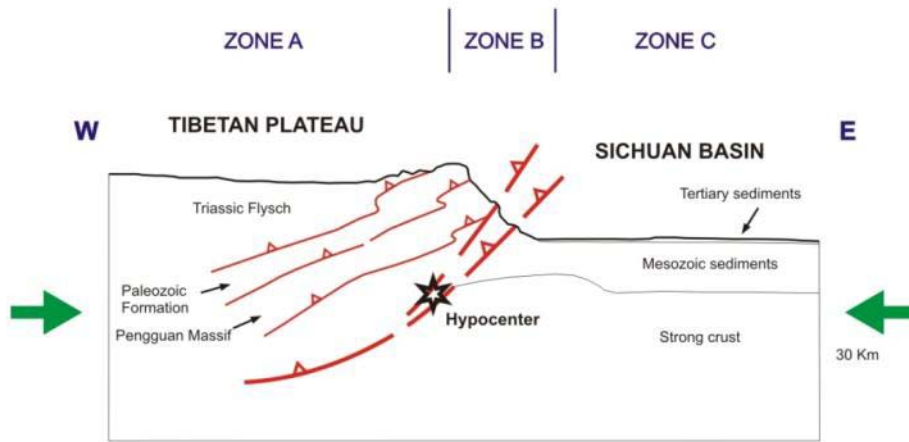 ZONE A
ZONE B
ZONE C
W
TIBETAN PLATEAU
E
SICHUAN BASIN
Tertiary sediments
Triassic Flysch
Mesozoic sediments
Paleozoic
Formation
Pengguan Massif
Hypocenter
Strong crust
30 Km